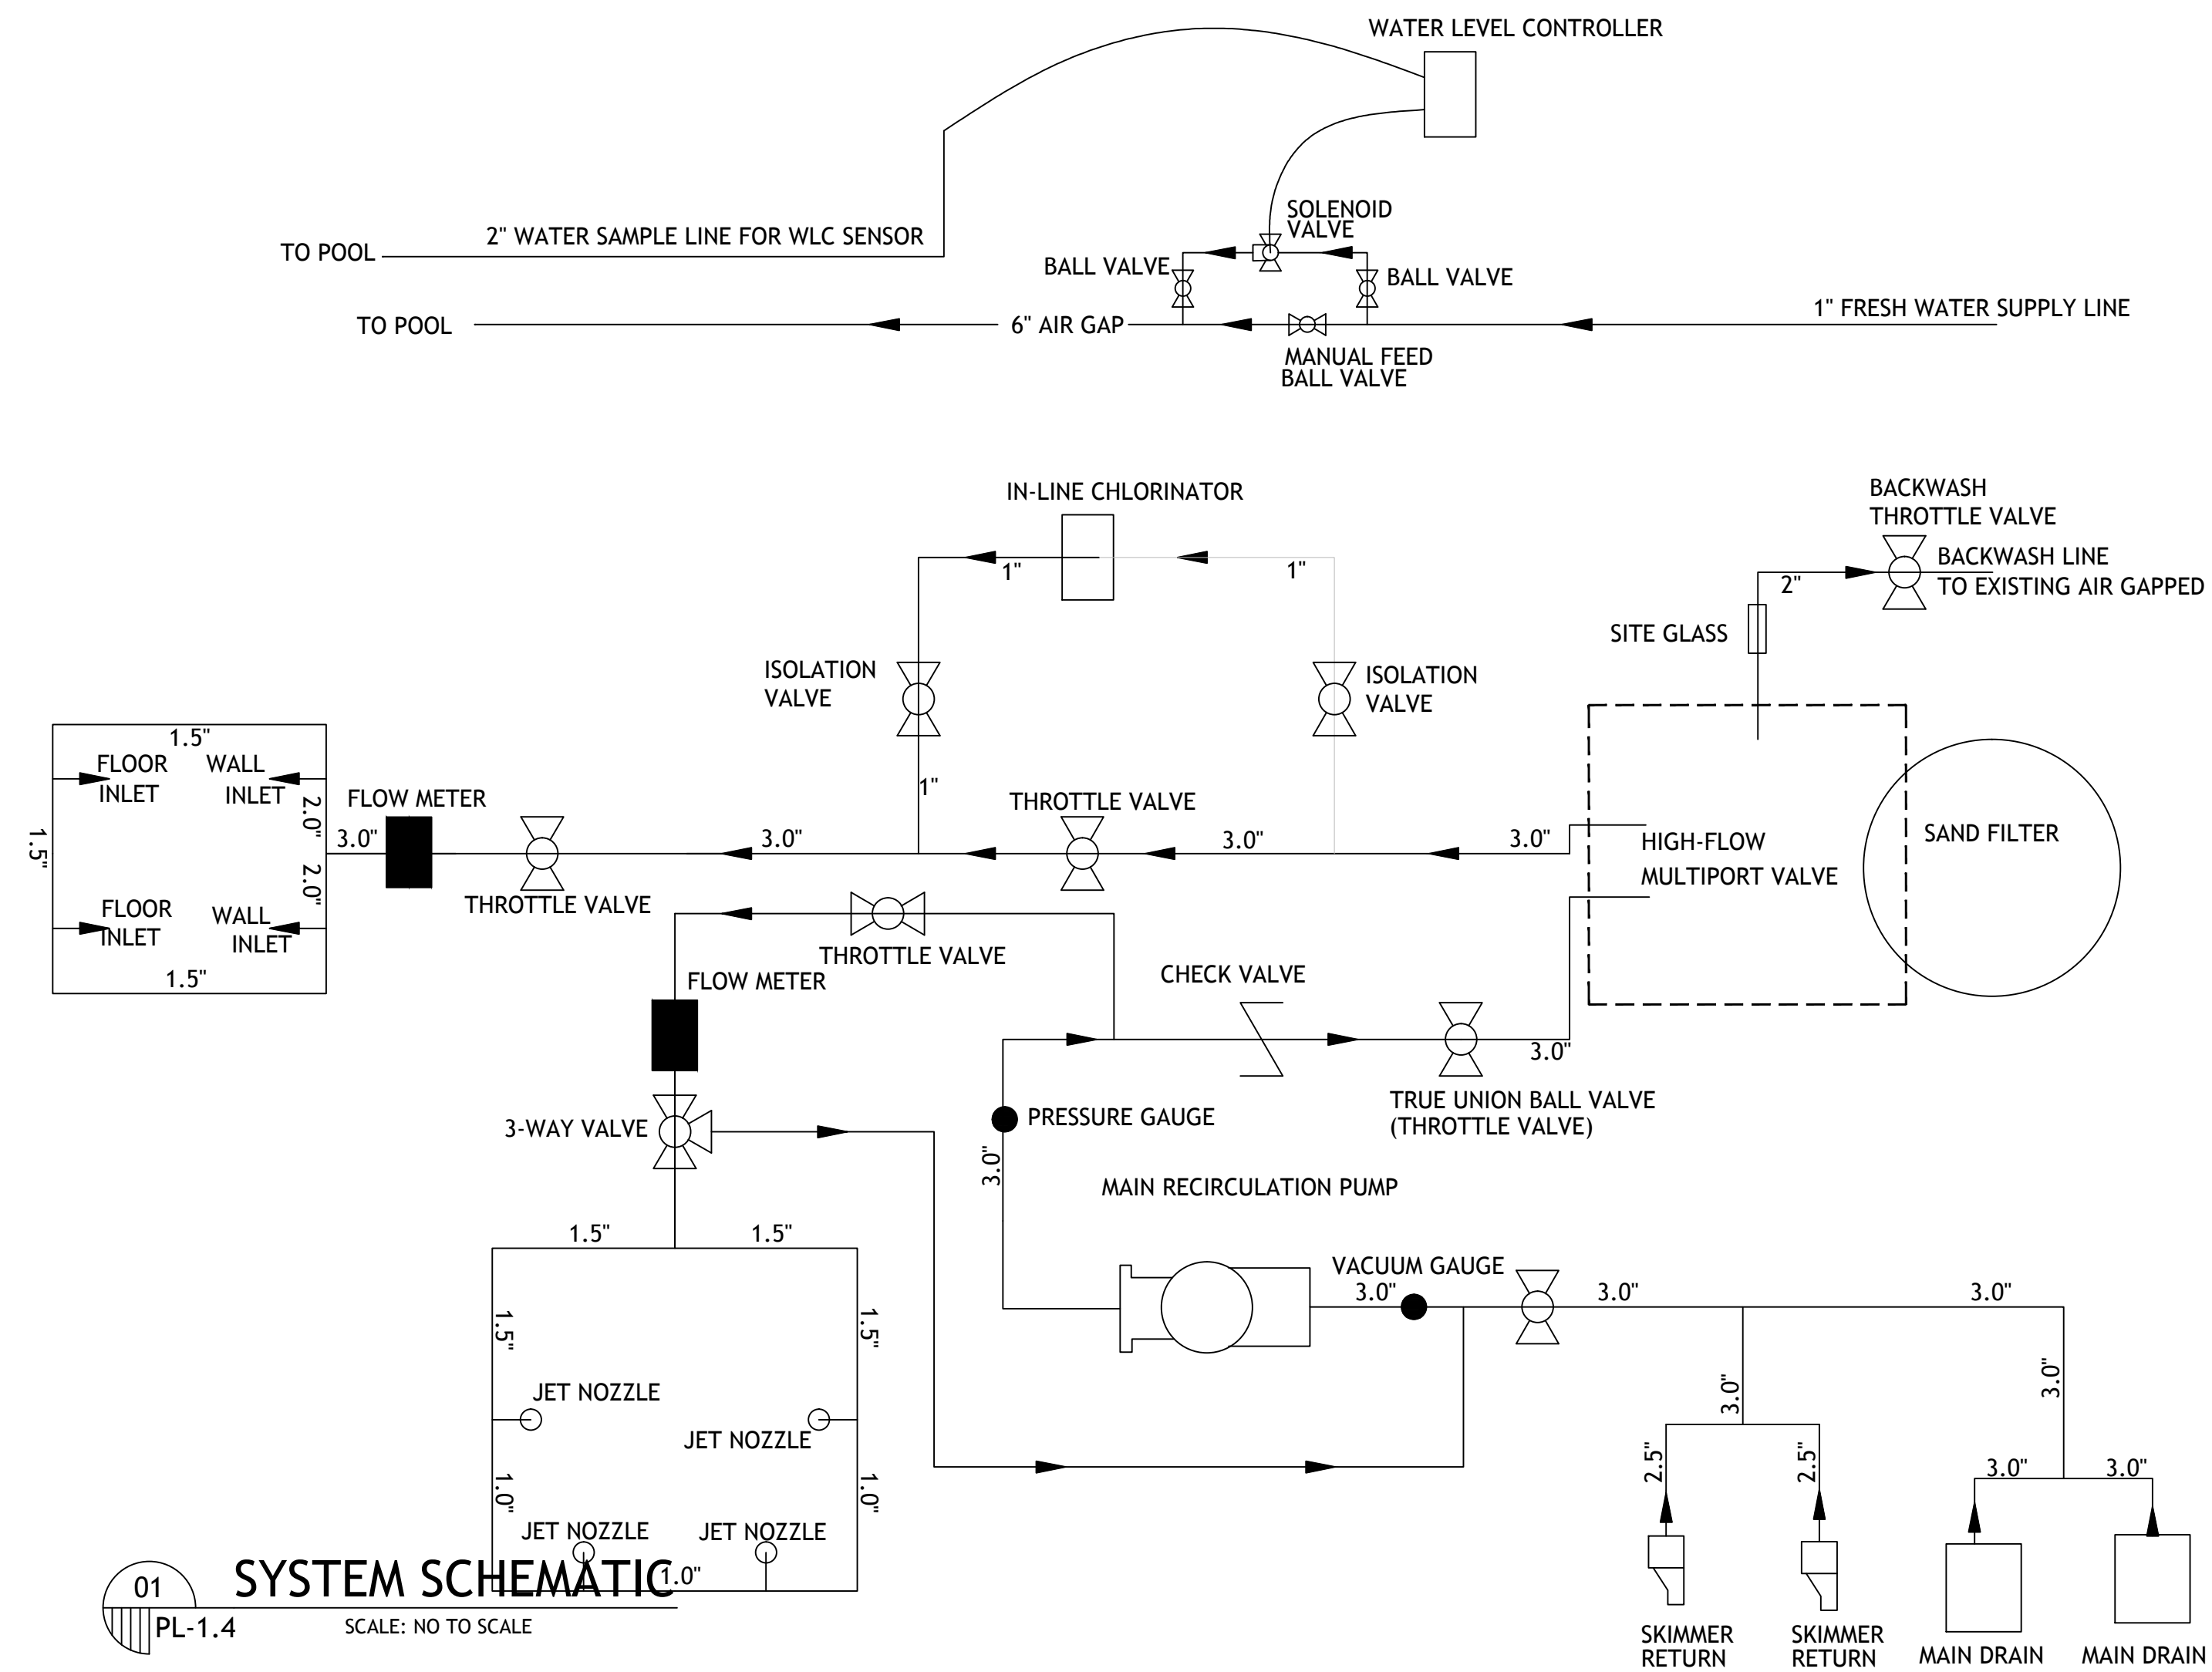 WATER LEVEL CONTROLLER
SOLENOID
VALVE
2" WATER SAMPLE LINE FOR WLC SENSOR
TO POOL
BALL VALVE
BALL VALVE
1" FRESH WATER SUPPLY LINE
TO POOL
6" AIR GAP
MANUAL FEED
BALL VALVE
IN-LINE CHLORINATOR
1"
1"
BACKWASH
THROTTLE VALVE
BACKWASH LINE
TO EXISTING AIR GAPPED
2"
SITE GLASS
ISOLATION
VALVE
ISOLATION
VALVE
1"
1.5"
FLOOR
INLET
WALL
INLET
2.0"
1.5"
2.0"
FLOOR
INLET
WALL
INLET
1.5"
FLOW METER
3.0"
THROTTLE VALVE
3.0"
THROTTLE VALVE
3.0"
3.0"
HIGH-FLOW
MULTIPORT VALVE
SAND FILTER
THROTTLE VALVE
FLOW METER
CHECK VALVE
3.0"
TRUE UNION BALL VALVE
(THROTTLE VALVE)
3-WAY VALVE
PRESSURE GAUGE
3.0"
MAIN RECIRCULATION PUMP
VACUUM GAUGE
3.0"
3.0"
3.0"
1.5"
1.5"
1.5"
1.5"
JET NOZZLE
JET NOZZLE
1.0"
1.0"
JET NOZZLE
JET NOZZLE
1.0"
3.0"
3.0"
2.5"
2.5"
3.0"
3.0"
SKIMMER
RETURN
SKIMMER
RETURN
MAIN DRAIN
MAIN DRAIN
01
SYSTEM SCHEMATIC
PL-1.4
SCALE: NO TO SCALE